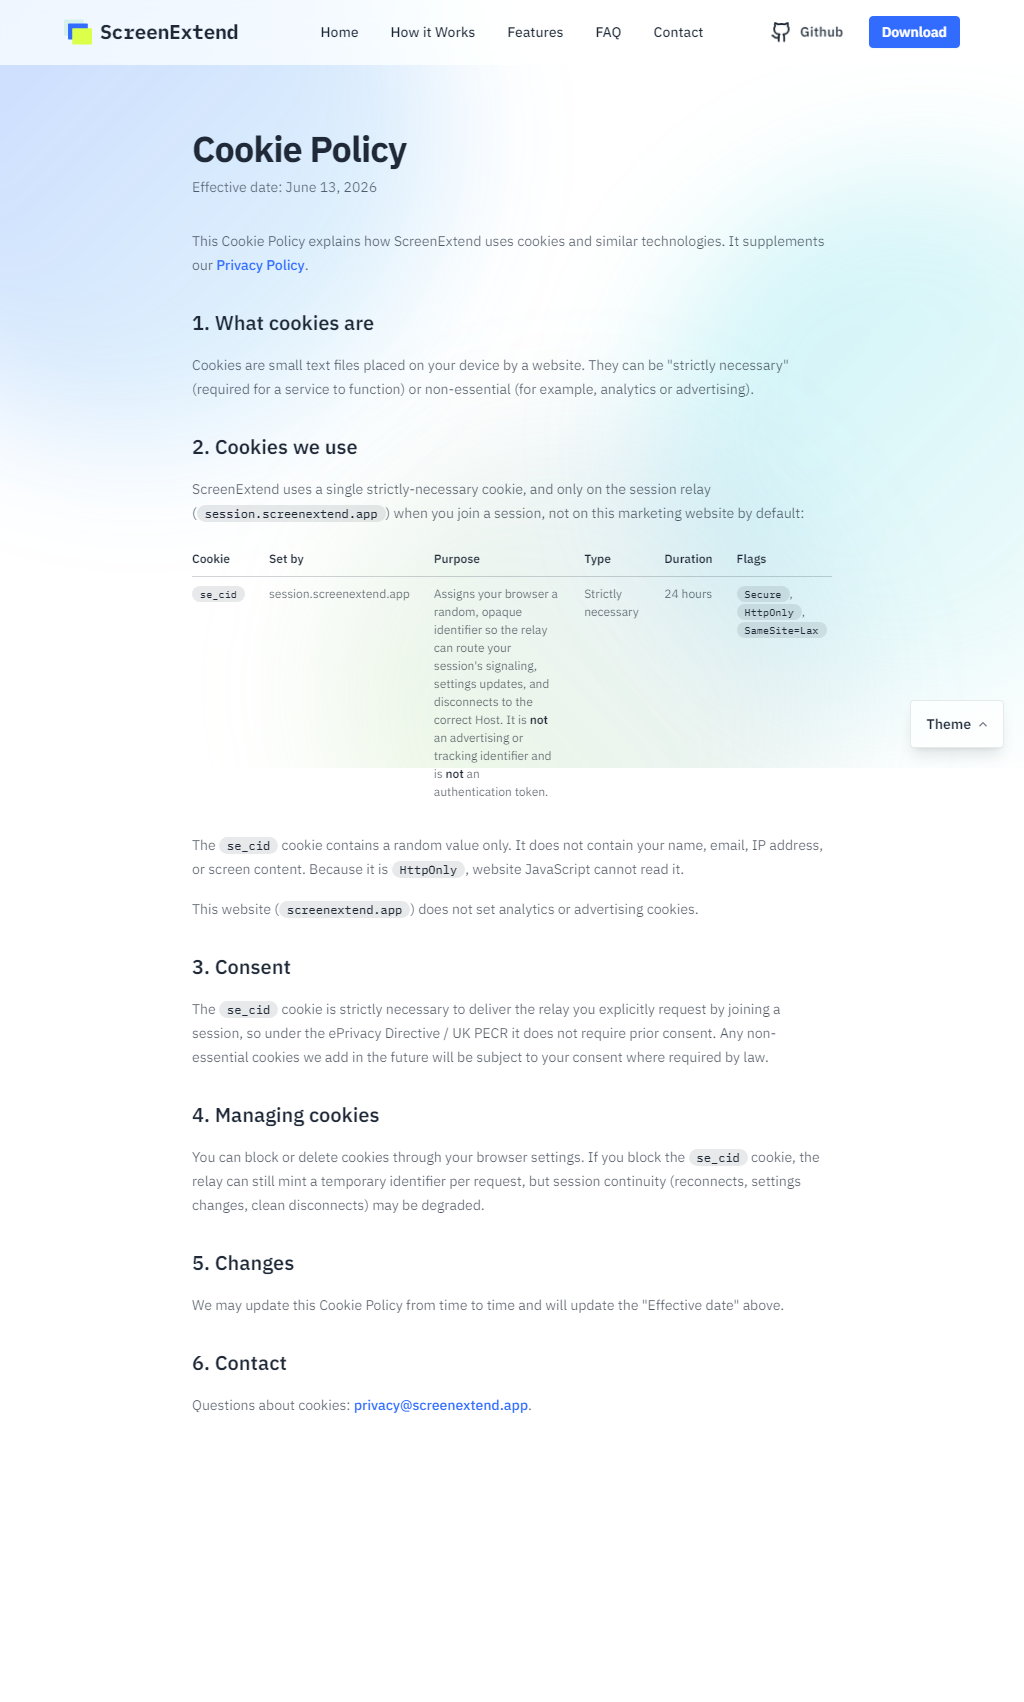 ScreenExtend
Home
How it Works
Features
FAQ
Contact
Github
Download
Cookie Policy
Effective date: June 13, 2026
This Cookie Policy explains how ScreenExtend uses cookies and similar technologies. It supplements
our Privacy Policy.
1. What cookies are
Cookies are small text files placed on your device by a website. They can be "strictly necessary"
(required for a service to function) or non-essential (for example, analytics or advertising).
2. Cookies we use
ScreenExtend uses a single strictly-necessary cookie, and only on the session relay
(session.screenextend.app) when you join a session, not on this marketing website by default:
Cookie
Set by
Purpose
Type
Duration
Flags
se_cid
session.screenextend.app
Assigns your browser a
random, opaque
identifier so the relay
can route your
session's signaling,
settings updates, and
disconnects to the
correct Host. It is not
an advertising or
tracking identifier and
is not an
authentication token.
Strictly
necessary
24 hours
Secure,
HttpOnly,
SameSite=Lax
Theme
The se_cid cookie contains a random value only. It does not contain your name, email, IP address,
or screen content. Because it is HttpOnly, website JavaScript cannot read it.
This website (screenextend.app) does not set analytics or advertising cookies.
3. Consent
The se_cid cookie is strictly necessary to deliver the relay you explicitly request by joining a
session, so under the ePrivacy Directive / UK PECR it does not require prior consent. Any non-
essential cookies we add in the future will be subject to your consent where required by law.
4. Managing cookies
You can block or delete cookies through your browser settings. If you block the se_cid cookie, the
relay can still mint a temporary identifier per request, but session continuity (reconnects, settings
changes, clean disconnects) may be degraded.
5. Changes
We may update this Cookie Policy from time to time and will update the "Effective date" above.
6. Contact
Questions about cookies: privacy@screenextend.app.